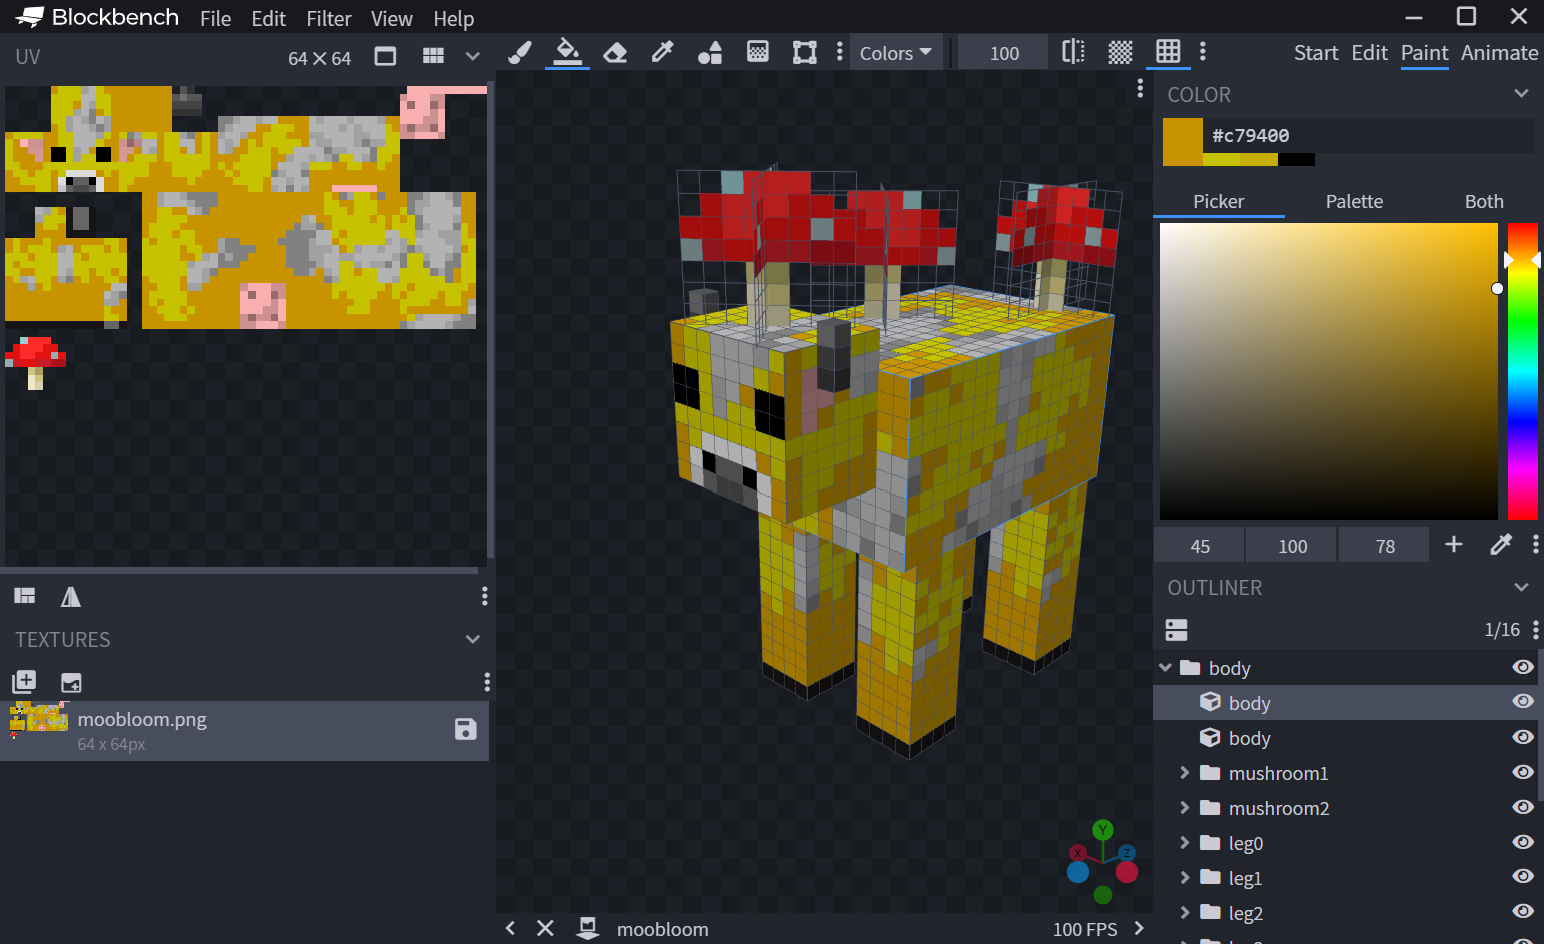 Blockbench File Edit Filter View Help
UV 64×64 Colors 100 Start Edit Paint Animate
COLOR
#c79400
Picker Palette Both
45 100 78
OUTLINER
1/16
body
body
body
mushroom1
mushroom2
leg0
leg1
leg2
TEXTURES
moobloom.png
64 x 64px
Y
X Z
moobloom 100 FPS